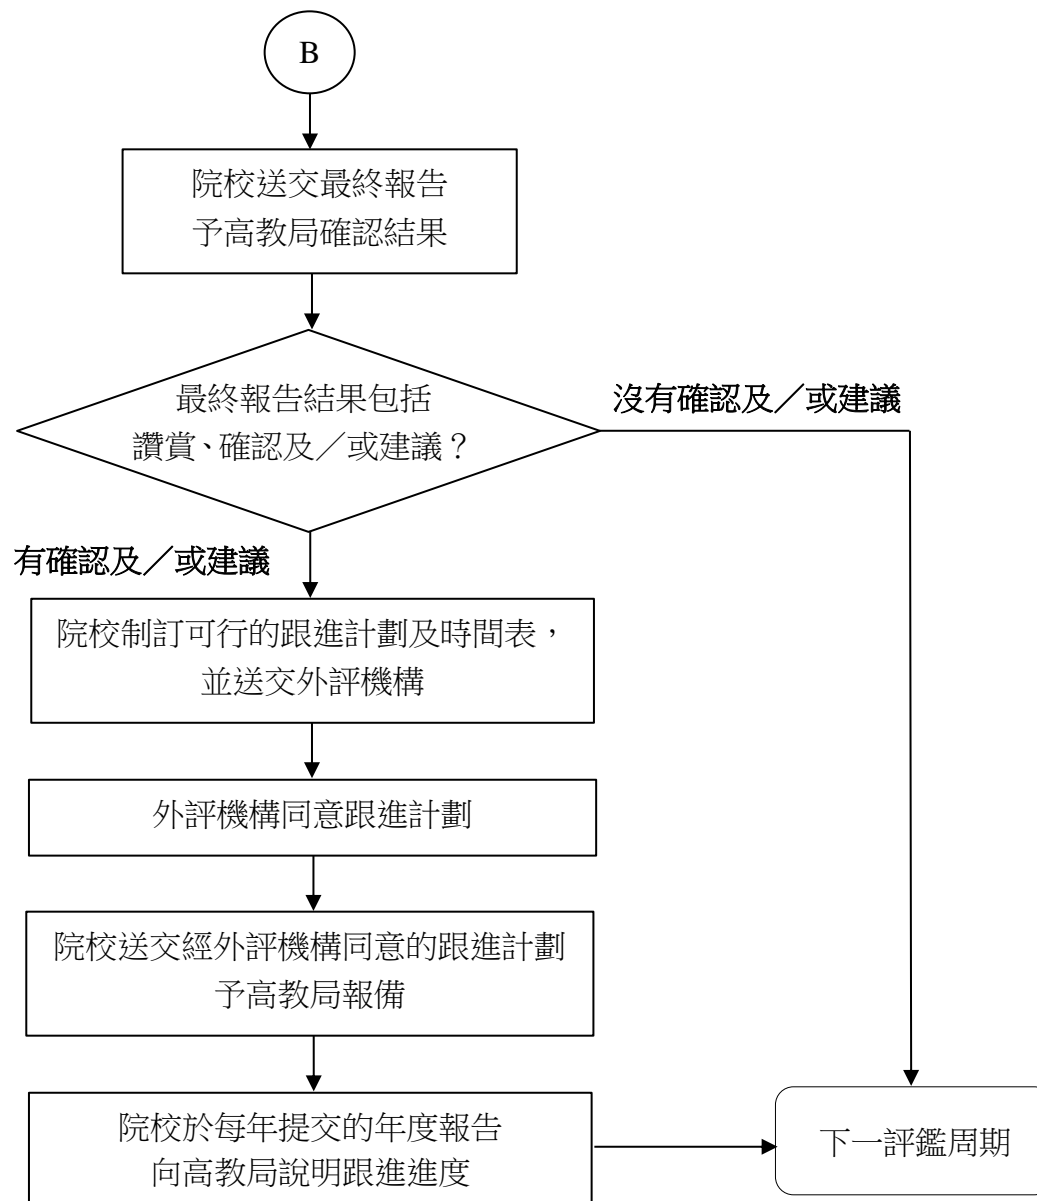 B
院校送交最終報告
予高教局確認結果
最終報告結果包括
讚賞、確認及／或建議？
沒有確認及／或建議
有確認及／或建議
院校制訂可行的跟進計劃及時間表，
並送交外評機構
外評機構同意跟進計劃
院校送交經外評機構同意的跟進計劃
予高教局報備
院校於每年提交的年度報告
向高教局說明跟進進度
下一評鑑周期